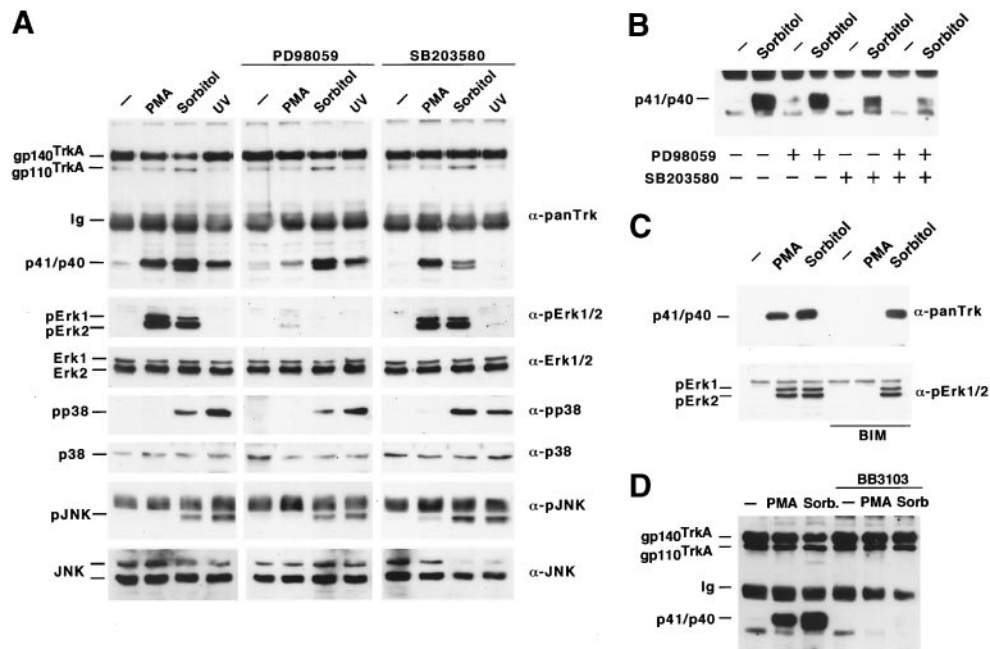 A
PD98059 SB203580
– PMA Sorbitol UV – PMA Sorbitol UV – PMA Sorbitol UV
gp140TrkA
gp110TrkA
Ig
α-panTrk
p41/p40
pErk1
pErk2
α-pErk1/2
Erk1
Erk2
α-Erk1/2
pp38
α-pp38
p38
α-p38
pJNK
α-pJNK
JNK
α-JNK
B
– Sorbitol – Sorbitol – Sorbitol – Sorbitol
p41/p40
PD98059 – – + + – – + +
SB203580 – – – – + + + +
C
– PMA Sorbitol – PMA Sorbitol
p41/p40
α-panTrk
pErk1
pErk2
α-pErk1/2
BIM
D
BB3103
– PMA Sorb. – PMA Sorb
gp140TrkA
gp110TrkA
Ig
p41/p40